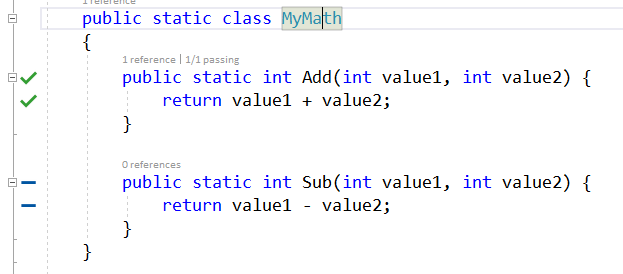 1 reference
public static class MyMath
{
1 reference | 1/1 passing
public static int Add(int value1, int value2) {
return value1 + value2;
}
0 references
public static int Sub(int value1, int value2) {
return value1 - value2;
}
}